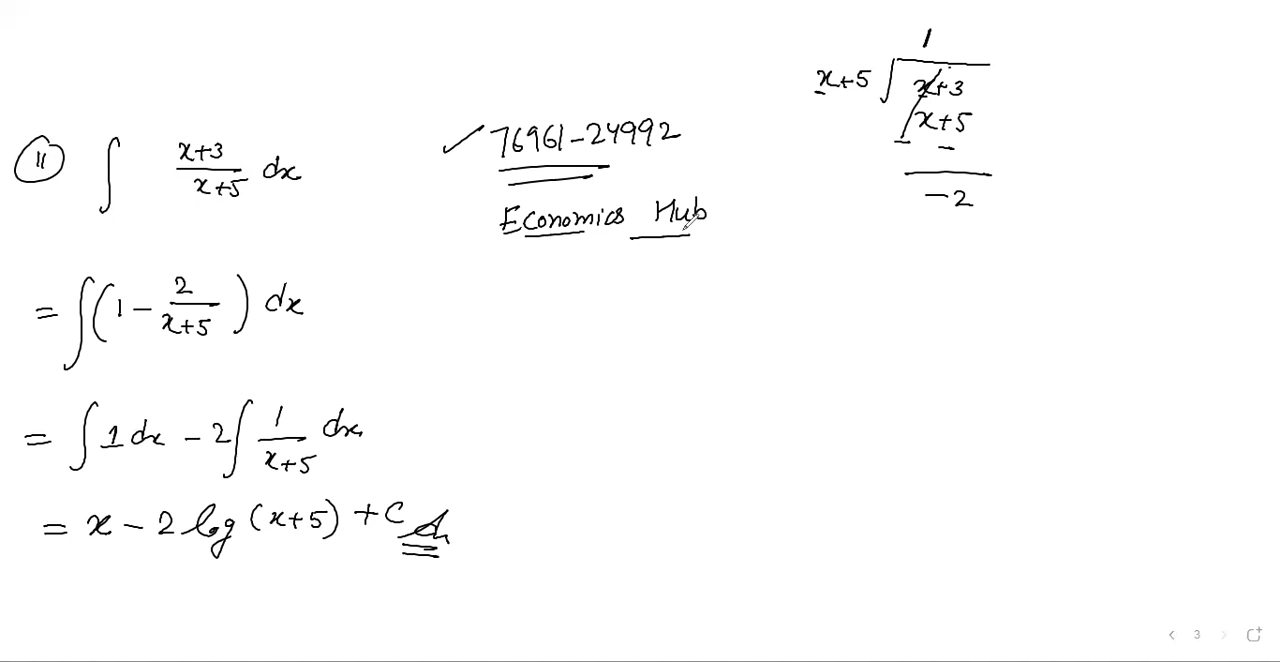 11 ∫ (x+3)/(x+5) dx
= ∫ (1 - 2/(x+5)) dx
= ∫ 1 dx - 2 ∫ 1/(x+5) dx
= x - 2 log (x+5) + c
✓ 76961-24992
Economics Hub
1
x+5 √ x+3
x+5
- -
-2
3